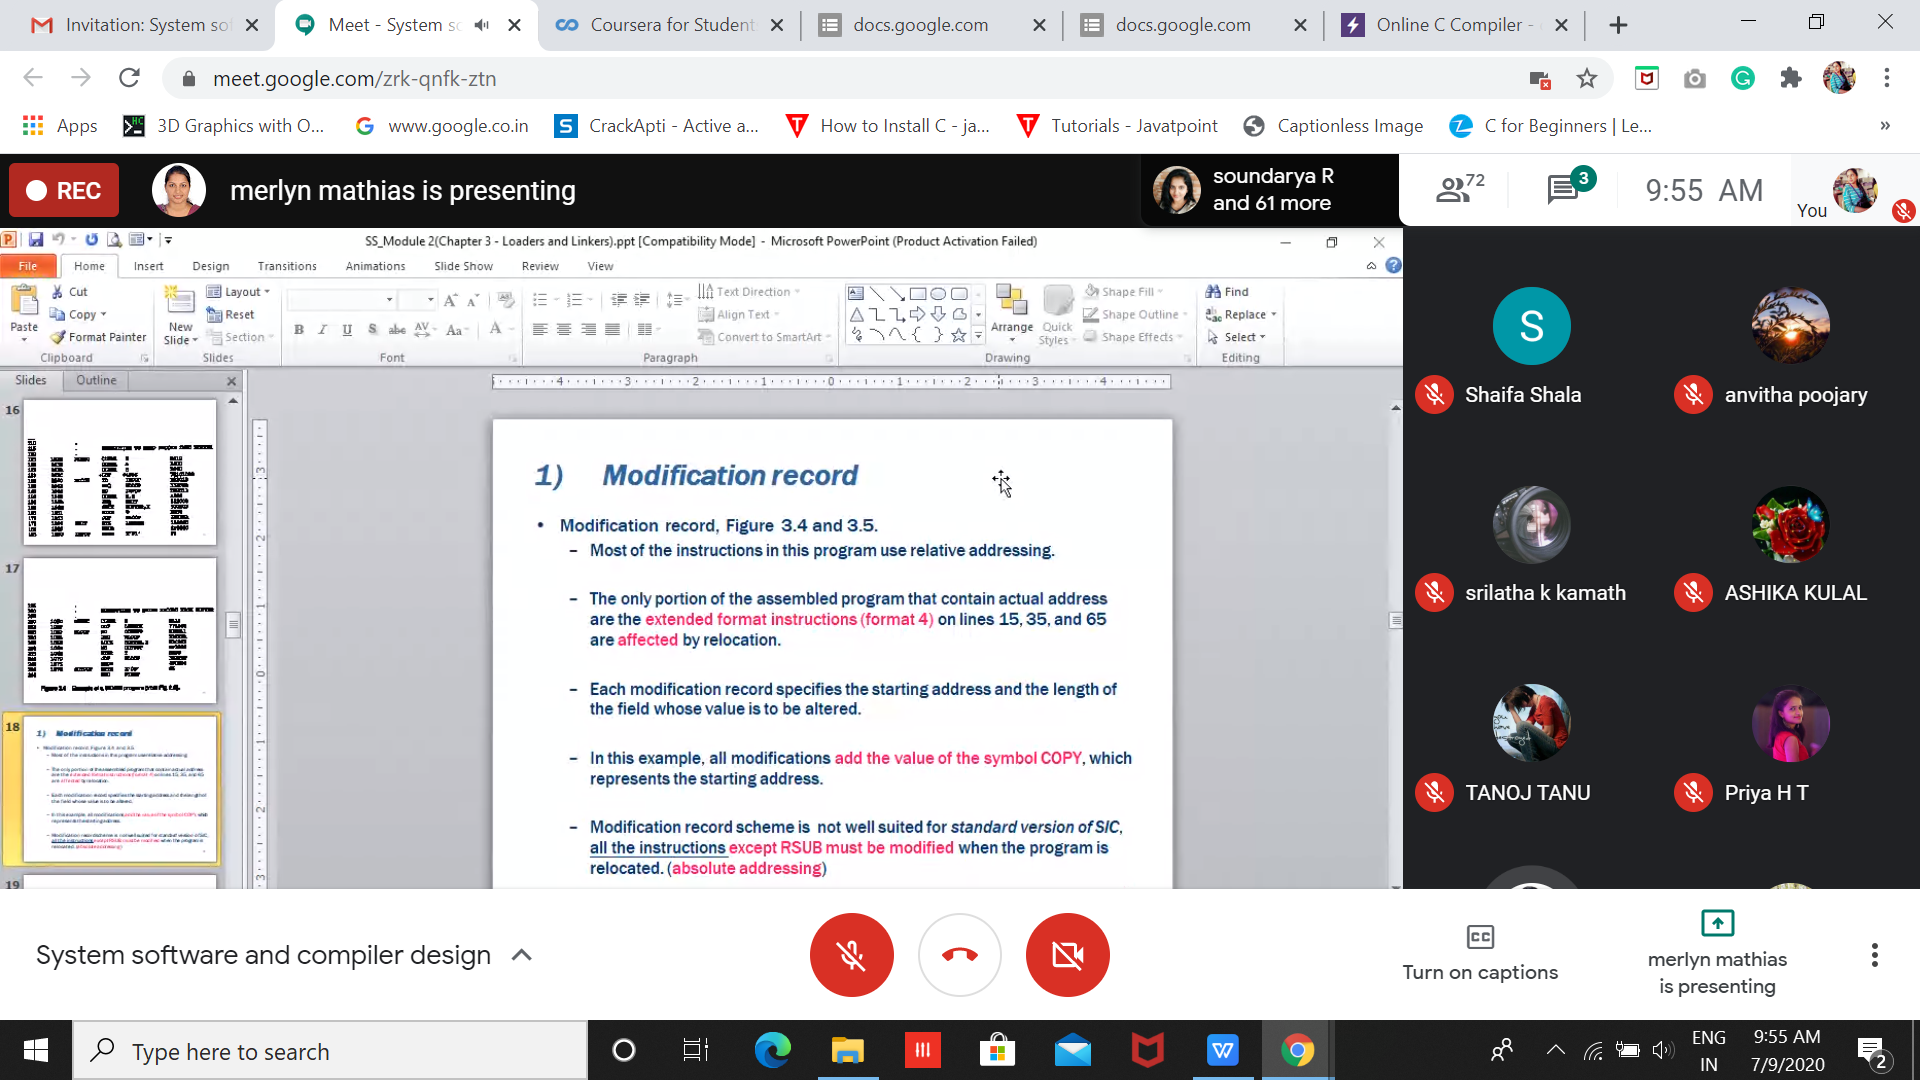 Invitation: System so
Meet - System so
Coursera for Student
docs.google.com
docs.google.com
Online C Compiler -
meet.google.com/zrk-qnfk-ztn
Apps
3D Graphics with O...
www.google.co.in
CrackApti - Active a...
How to Install C - ja...
Tutorials - Javatpoint
Captionless Image
C for Beginners | Le...
»
REC
merlyn mathias is presenting
soundarya R
and 61 more
72
3
9:55 AM
You
SS_Module 2(Chapter 3 - Loaders and Linkers).ppt [Compatibility Mode] - Microsoft PowerPoint (Product Activation Failed)
File
Home
Insert
Design
Transitions
Animations
Slide Show
Review
View
Paste
Cut
Copy
Format Painter
Clipboard
New
Slide
Layout
Reset
Section
Slides
B I U S abc AV Aa A
Font
Paragraph
Text Direction
Align Text
Convert to SmartArt
Arrange
Quick
Styles
Shape Fill
Shape Outline
Shape Effects
Drawing
Find
Replace
Select
Editing
Slides
Outline
16
17
18
19
1) Modification record
• Modification record, Figure 3.4 and 3.5.
– Most of the instructions in this program use relative addressing.
– The only portion of the assembled program that contain actual address
are the extended format instructions (format 4) on lines 15, 35, and 65
are affected by relocation.
– Each modification record specifies the starting address and the length of
the field whose value is to be altered.
– In this example, all modifications add the value of the symbol COPY, which
represents the starting address.
– Modification record scheme is not well suited for standard version of SIC,
all the instructions except RSUB must be modified when the program is
relocated. (absolute addressing)
S
Shaifa Shala
anvitha poojary
srilatha k kamath
ASHIKA KULAL
TANOJ TANU
Priya H T
System software and compiler design
CC
Turn on captions
merlyn mathias
is presenting
Type here to search
ENG
IN
9:55 AM
7/9/2020
2